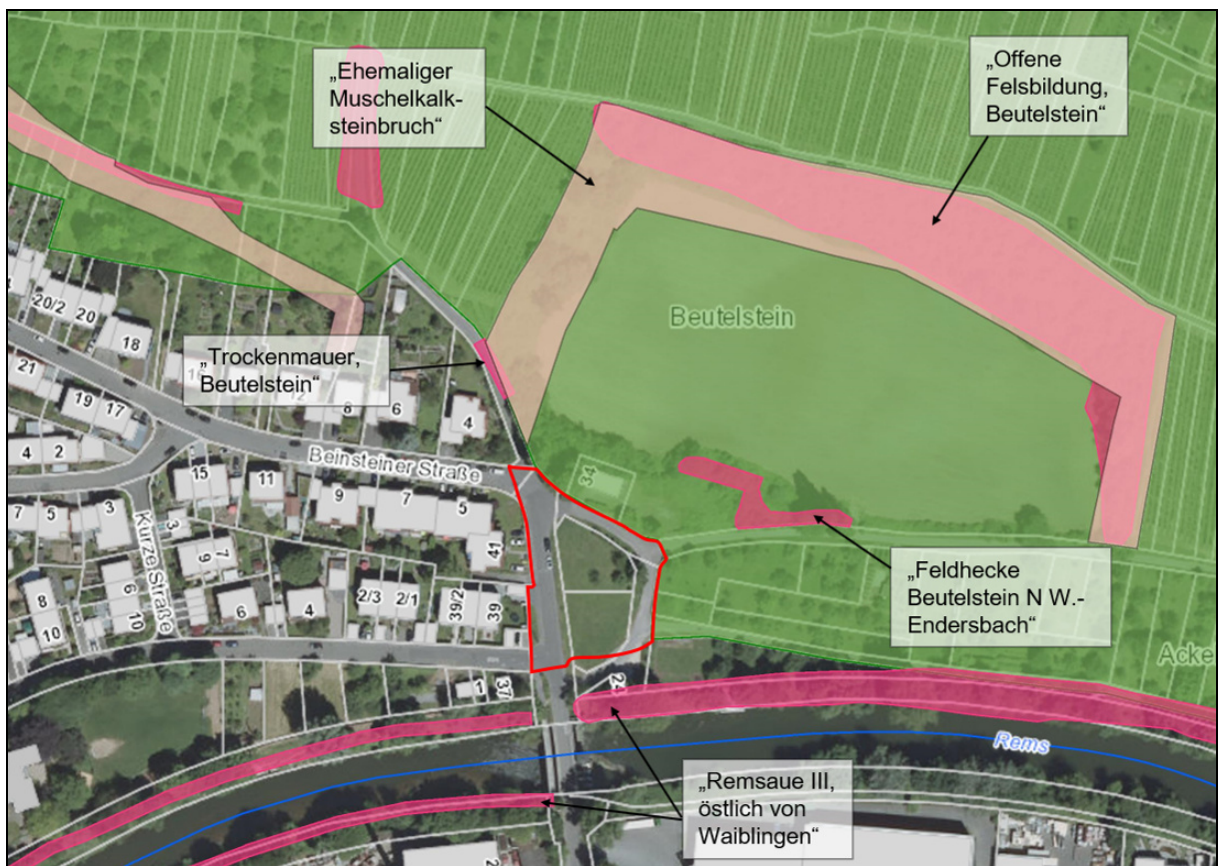 „Ehemaliger
Muschelkalk-
steinbruch“
„Offene
Felsbildung,
Beutelstein“
Beutelstein
„Trockenmauer,
Beutelstein“
20/2
20
18
21
19
17
8
6
4
4
2
Beinsteiner Straße
34
15
11
9
7
5
7
5
3
3
Kurze Straße
9
7
41
8
10
6
10
6
4
2/3
2/1
39/2
39
„Feldhecke
Beutelstein N W.-
Endersbach“
Acke
1
37
Rems
„Remsaue III,
östlich von
Waiblingen“